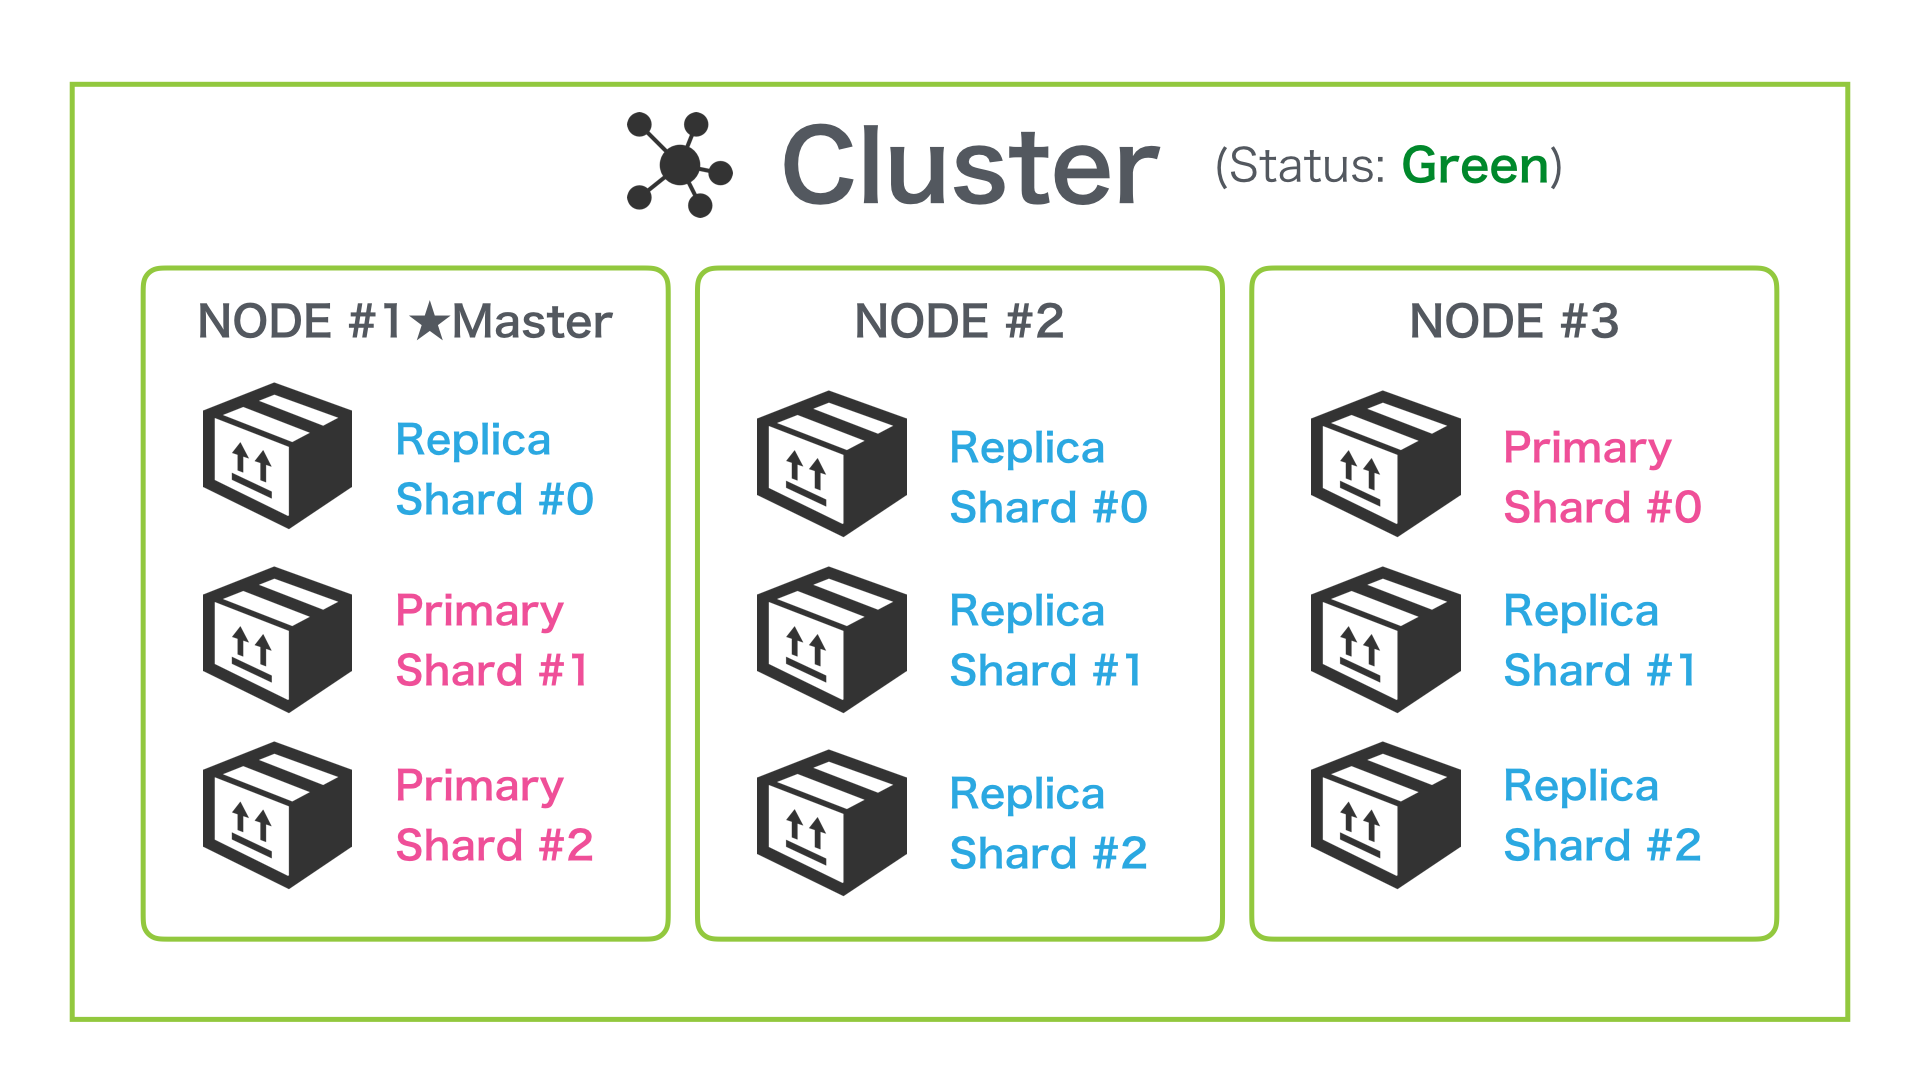 Cluster (Status: Green)
NODE #1★Master
Replica
Shard #0
Primary
Shard #1
Primary
Shard #2
NODE #2
Replica
Shard #0
Replica
Shard #1
Replica
Shard #2
NODE #3
Primary
Shard #0
Replica
Shard #1
Replica
Shard #2